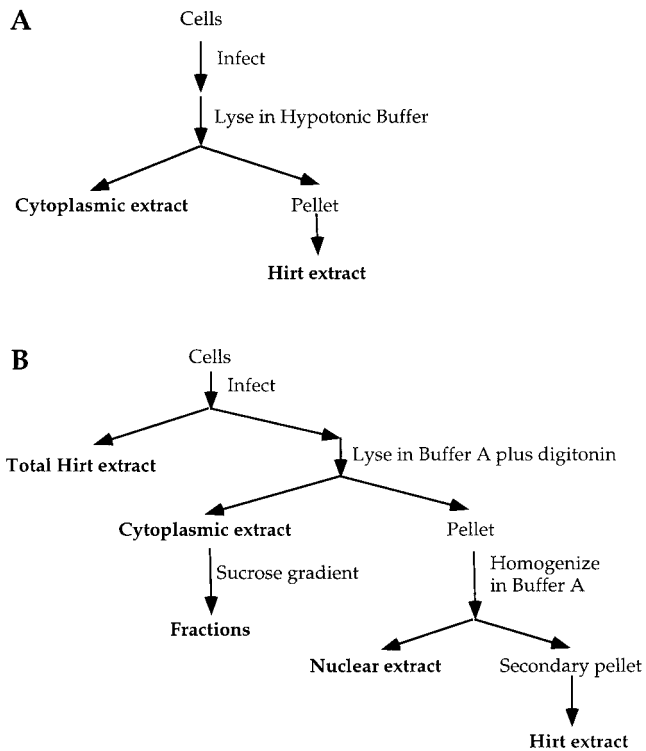 A
Cells
Infect
Lyse in Hypotonic Buffer
Cytoplasmic extract
Pellet
Hirt extract
B
Cells
Infect
Total Hirt extract
Lyse in Buffer A plus digitonin
Cytoplasmic extract
Pellet
Sucrose gradient
Homogenize
in Buffer A
Fractions
Nuclear extract
Secondary pellet
Hirt extract